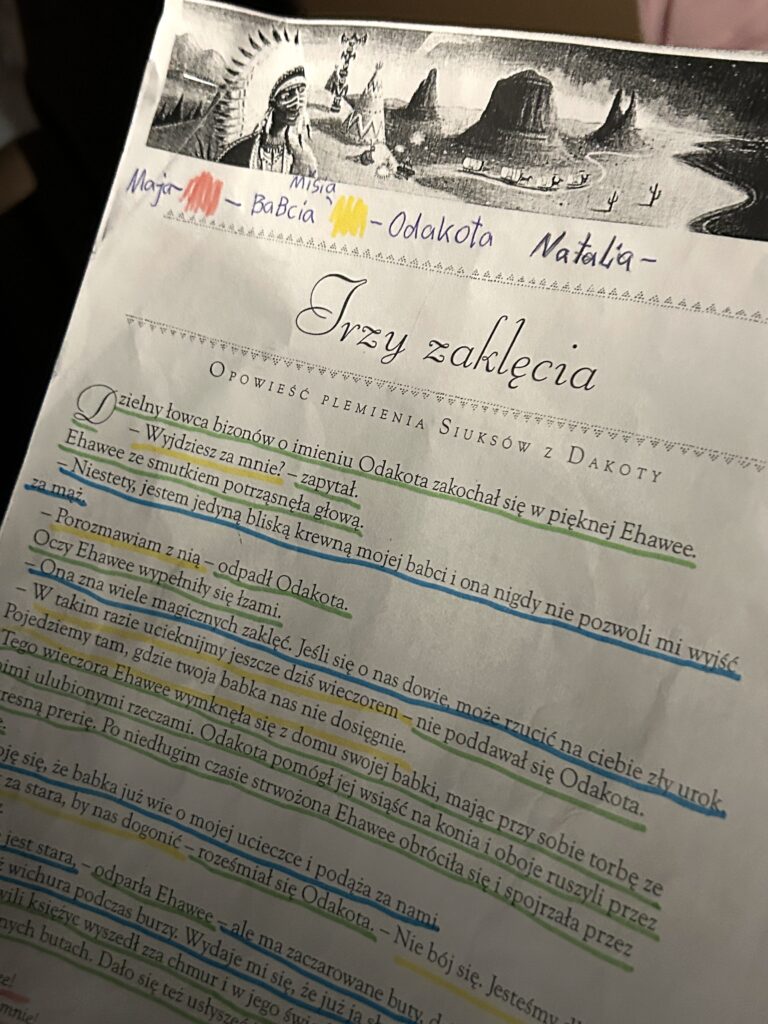 Maja- - BaBcia Misia - Odakota Natalia-
Trzy zaklęcia
Opowieść plemienia Siuksów z Dakoty
Dzielny łowca bizonów o imieniu Odakota zakochał się w pięknej Ehawee.
– Wyjdziesz za mnie? – zapytał.
Ehawee ze smutkiem potrząsnęła głową.
– Niestety, jestem jedyną bliską krewną mojej babci i ona nigdy nie pozwoli mi wyjść
za mąż.
– Porozmawiam z nią – odpadł Odakota.
Oczy Ehawee wypełniły się łzami.
– Ona zna wiele magicznych zaklęć. Jeśli się o nas dowie, może rzucić na ciebie zły urok.
– W takim razie ucieknijmy jeszcze dziś wieczorem – nie poddawał się Odakota.
Pojedziemy tam, gdzie twoja babka nas nie dosięgnie.
Tego wieczora Ehawee wymknęła się z domu swojej babki, mając przy sobie torbę ze
ulubionymi rzeczami. Odakota pomógł jej wsiąść na konia i oboje ruszyli przez
prerię. Po niedługim czasie strwożona Ehawee obróciła się i spojrzała przez
się, że babka już wie o mojej ucieczce i podąża za nami.
za stara, by nas dogonić – roześmiał się Odakota. – Nie bój się. Jesteśmy
jest stara, – odparła Ehawee – ale ma zaczarowane buty,
wichura podczas burzy. Wydaje mi się, że już ją
księżyc wyszedł zza chmur i w jego
butach. Dało się też usłyszeć